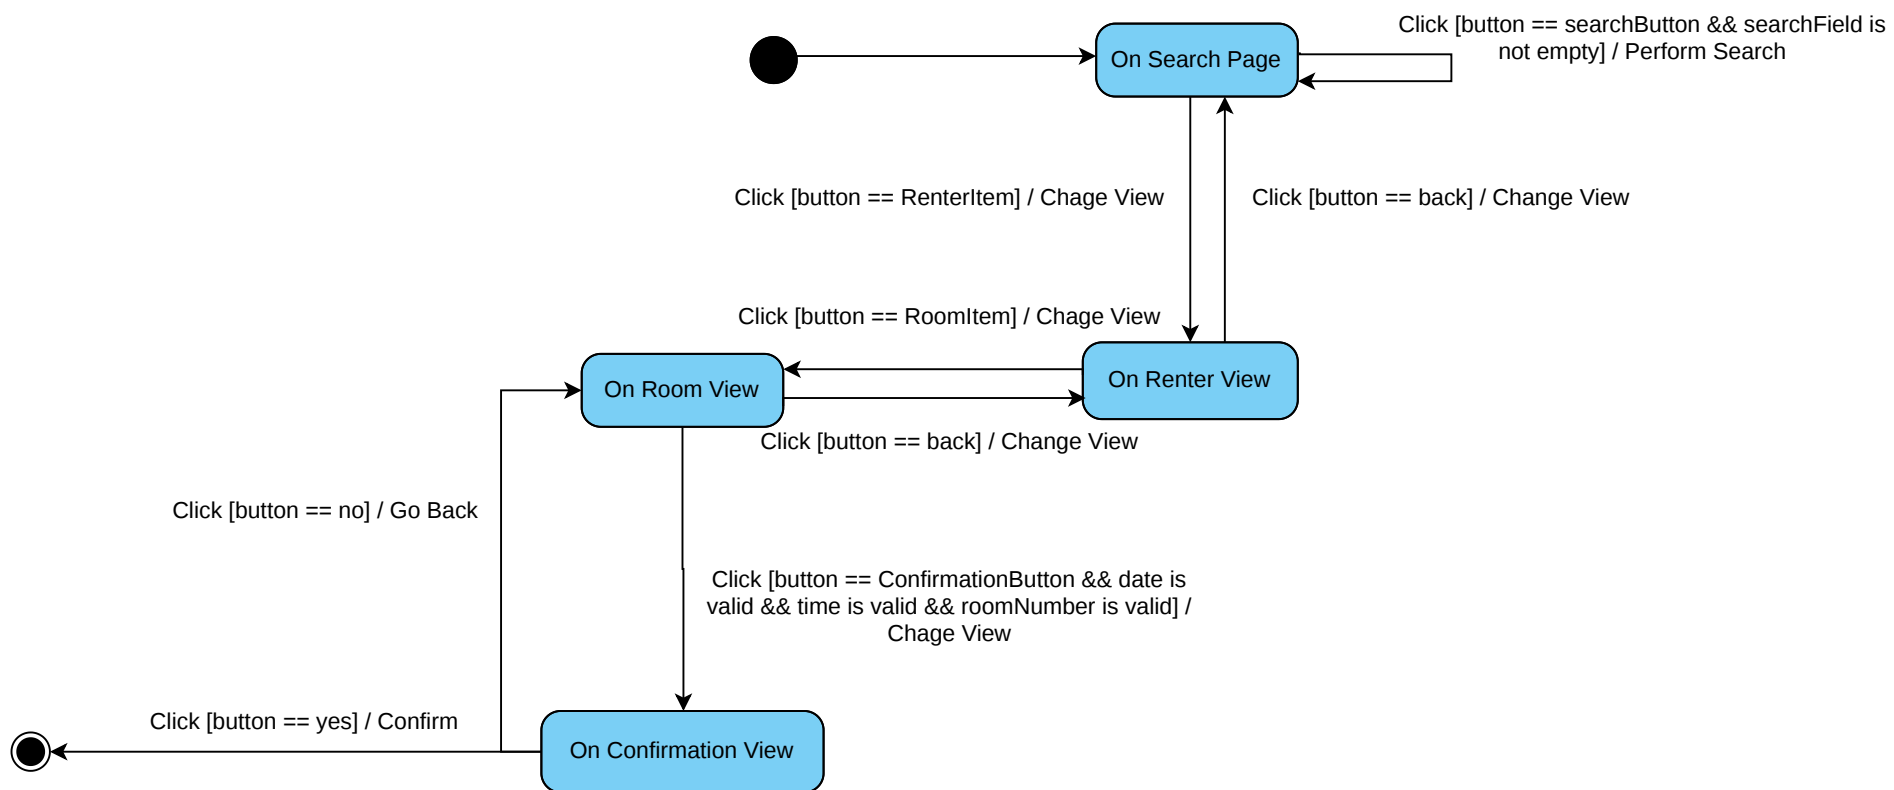 Click [button == searchButton && searchField is
not empty] / Perform Search
On Search Page
Click [button == RenterItem] / Chage View
Click [button == back] / Change View
Click [button == RoomItem] / Chage View
On Room View
On Renter View
Click [button == back] / Change View
Click [button == no] / Go Back
Click [button == ConfirmationButton && date is
valid && time is valid && roomNumber is valid] /
Chage View
Click [button == yes] / Confirm
On Confirmation View